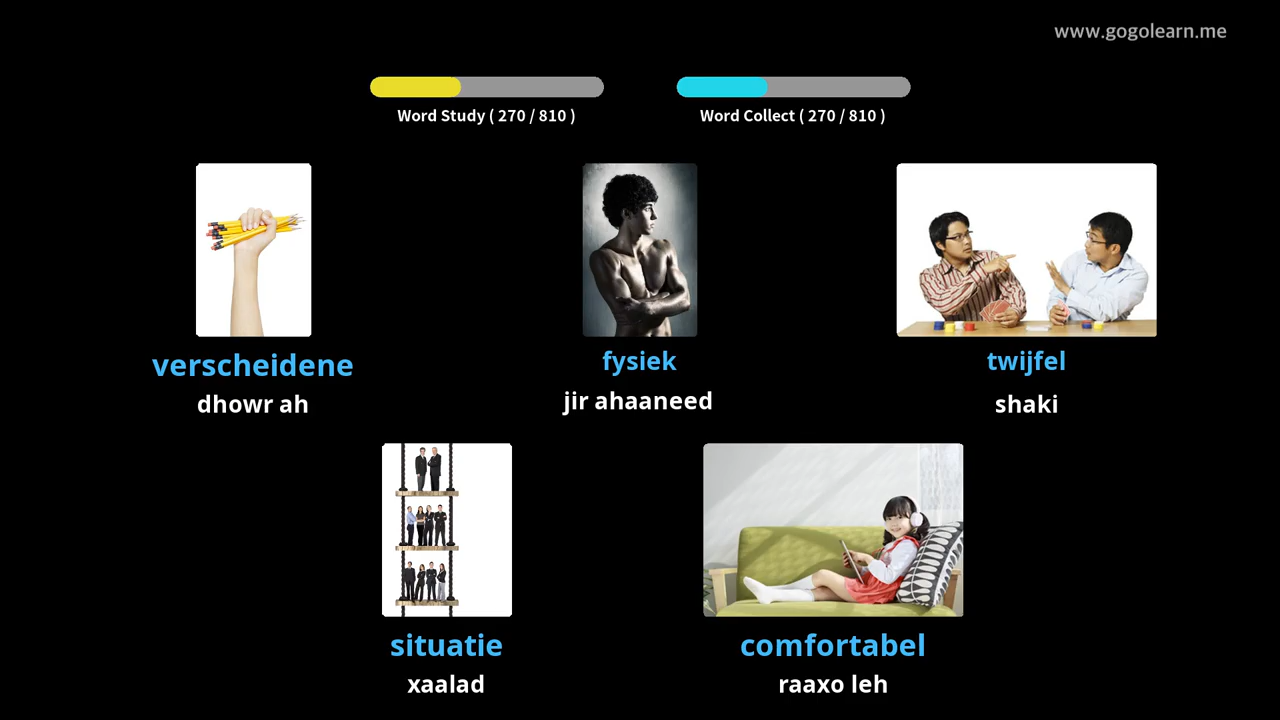 www.gogolearn.me
Word Study ( 270 / 810 )
Word Collect ( 270 / 810 )
verscheidene
dhowr ah
fysiek
jir ahaaneed
twijfel
shaki
situatie
xaalad
comfortabel
raaxo leh